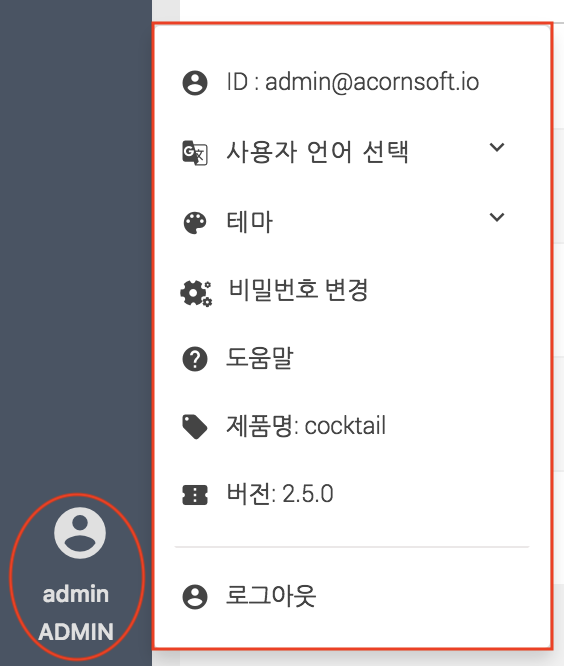 ID : admin@acornsoft.io
사용자 언어 선택
테마
비밀번호 변경
도움말
제품명: cocktail
버전: 2.5.0
로그아웃
admin
ADMIN